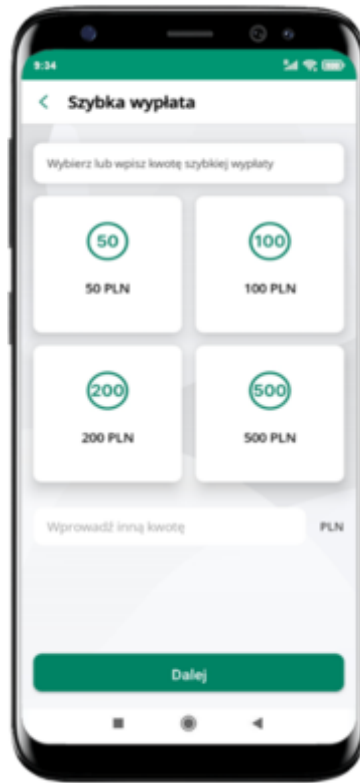 9:34
Szybka wypłata
Wybierz lub wpisz kwotę szybkiej wypłaty
50
100
50 PLN
100 PLN
200
500
200 PLN
500 PLN
Wprowadź inną kwotę
PLN
Dalej